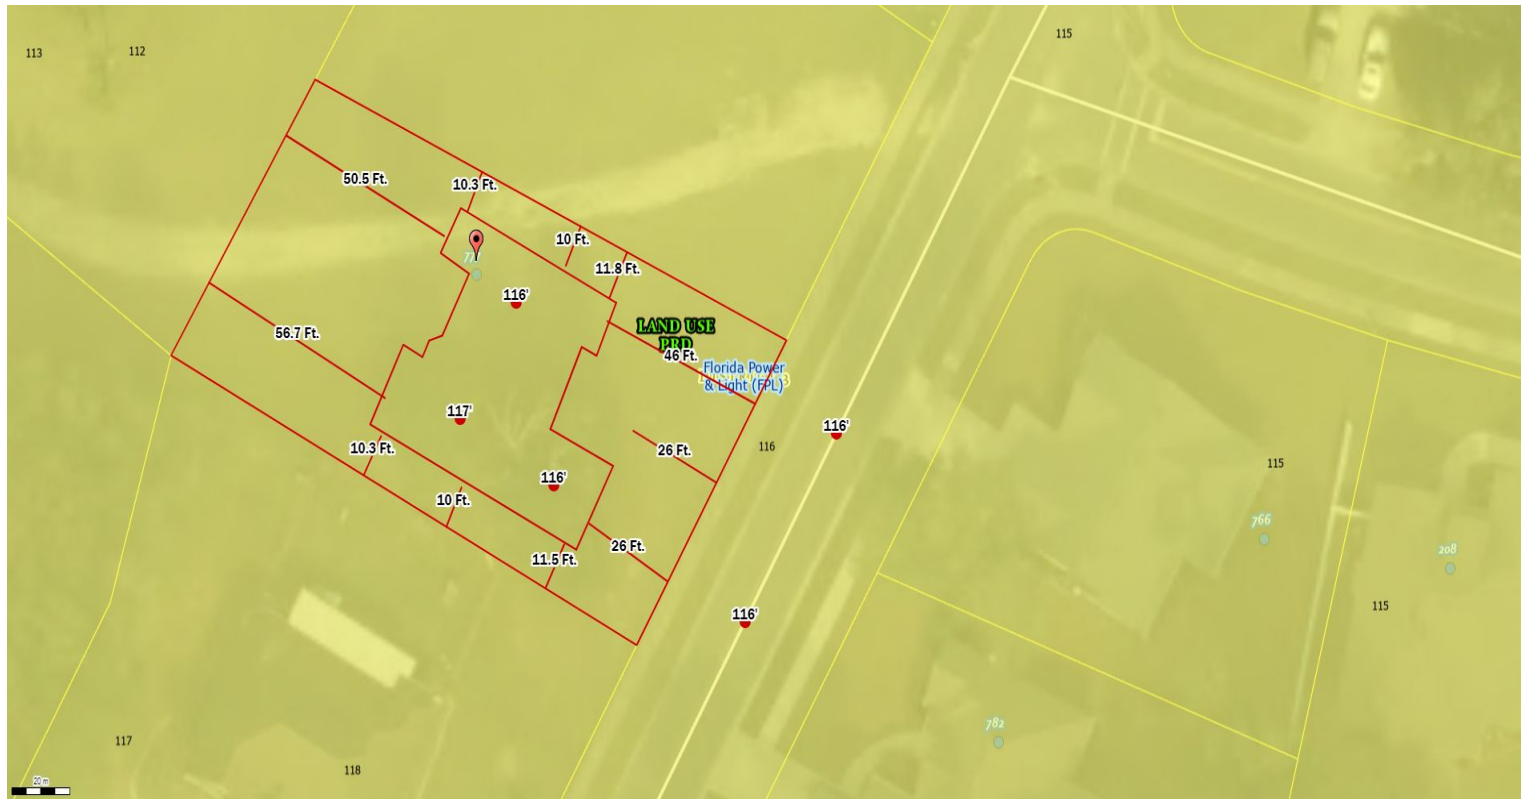 115
113
112
50.5 Ft.
10.3 Ft.
10 Ft.
11.8 Ft.
116'
LAND USE
PRD
56.7 Ft.
46 Ft.
Florida Power
& Light (FPL)
117'
116'
10.3 Ft.
26 Ft.
116
115
116'
10 Ft.
766
26 Ft.
11.5 Ft.
208
115
116'
782
117
118
20 m